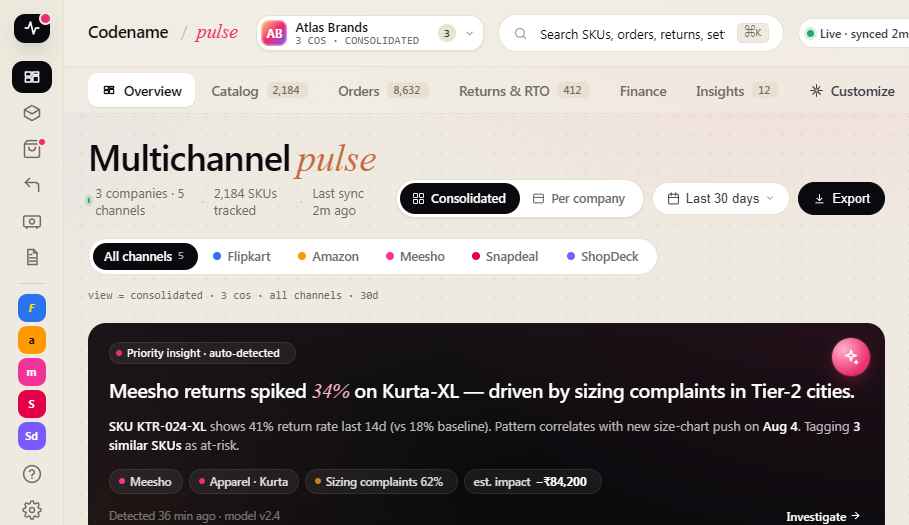 Codename / pulse
AB
Atlas Brands
3 COS · CONSOLIDATED
3
Search SKUs, orders, returns, set
⌘K
Live · synced 2m
Overview
Catalog 2,184
Orders 8,632
Returns & RTO 412
Finance
Insights 12
Customize
Multichannel pulse
3 companies · 5
channels
·
2,184 SKUs
tracked
·
Last sync
2m ago
Consolidated
Per company
Last 30 days
Export
All channels 5
Flipkart
Amazon
Meesho
Snapdeal
ShopDeck
view = consolidated · 3 cos · all channels · 30d
F
a
m
S
Sd
Priority insight · auto-detected
Meesho returns spiked 34% on Kurta-XL — driven by sizing complaints in Tier-2 cities.
SKU KTR-024-XL shows 41% return rate last 14d (vs 18% baseline). Pattern correlates with new size-chart push on Aug 4. Tagging 3
similar SKUs as at-risk.
Meesho
Apparel · Kurta
Sizing complaints 62%
est. impact −₹84,200
Detected 36 min ago · model v2.4
Investigate →